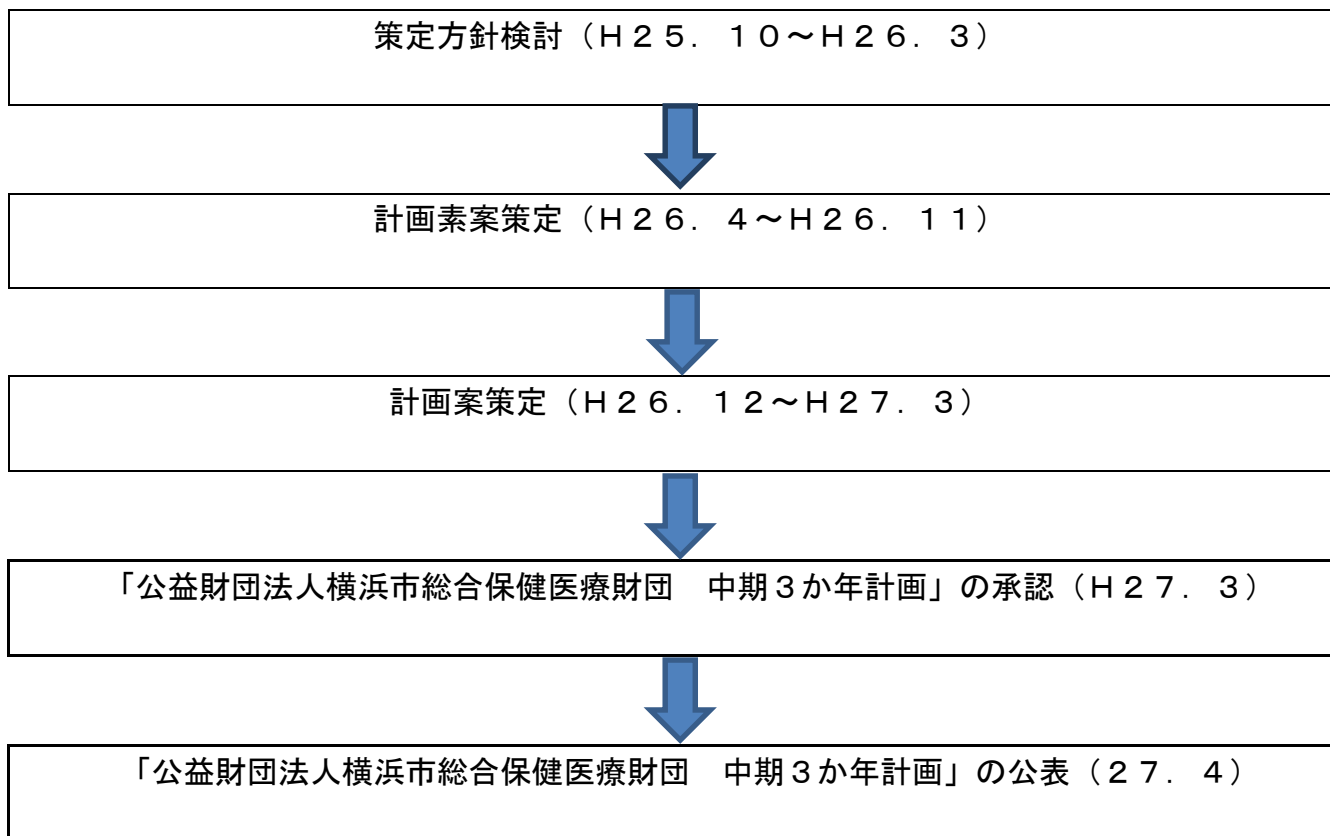 策定方針検討（Ｈ２５．１０～Ｈ２６．３）
計画素案策定（Ｈ２６．４～Ｈ２６．１１）
計画案策定（Ｈ２６．１２～Ｈ２７．３）
「公益財団法人横浜市総合保健医療財団　中期３か年計画」の承認（Ｈ２７．３）
「公益財団法人横浜市総合保健医療財団　中期３か年計画」の公表（２７．４）